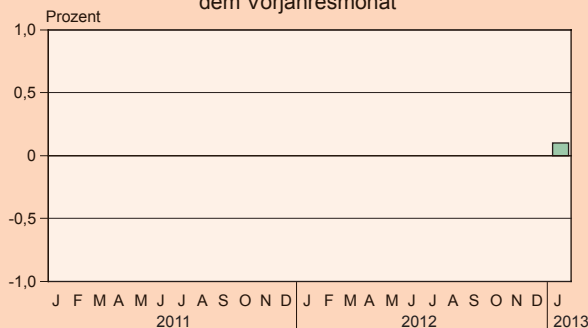 dem Vorjahresmonat
Prozent
1,0
0,5
0
-0,5
-1,0
J F M A M J J A S O N D J F M A M J J A S O N D J
2011 2012 2013